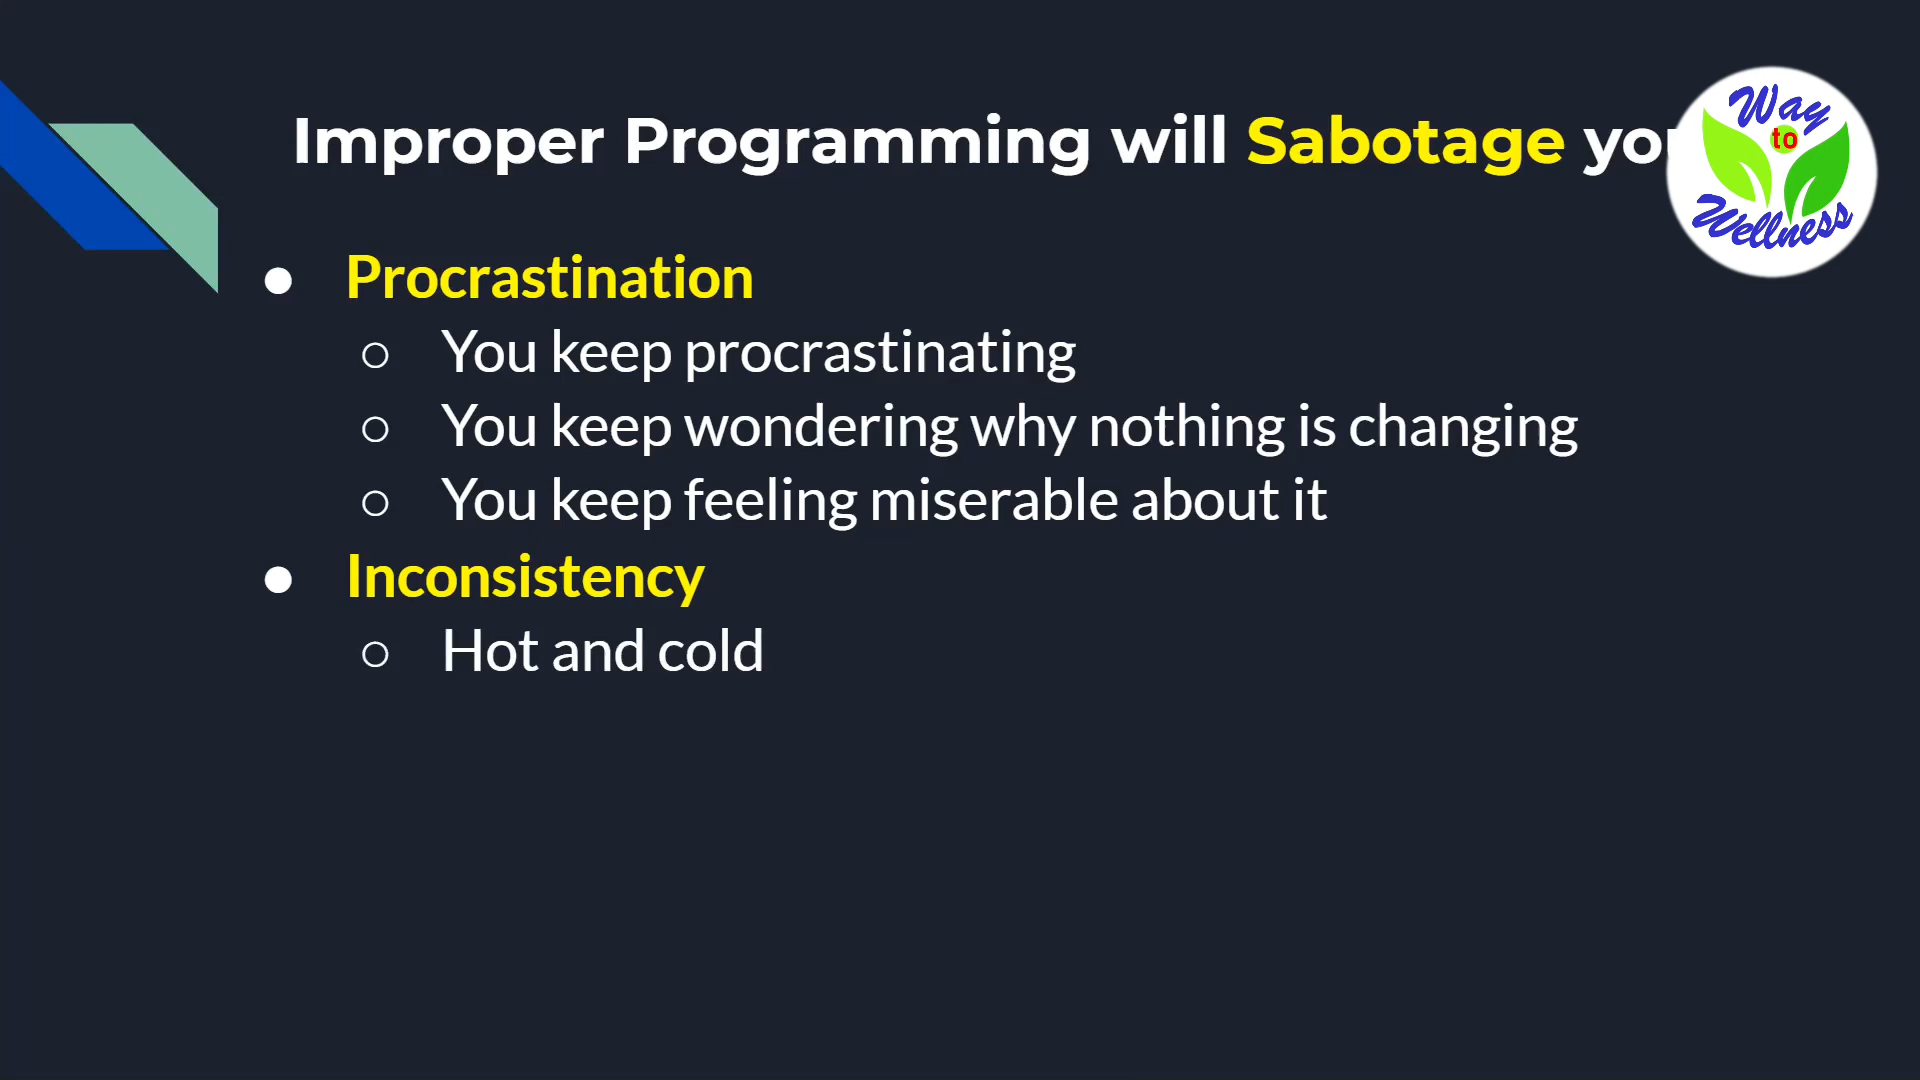 Improper Programming will Sabotage
Way
to
Wellness
● Procrastination
○ You keep procrastinating
○ You keep wondering why nothing is changing
○ You keep feeling miserable about it
● Inconsistency
○ Hot and cold